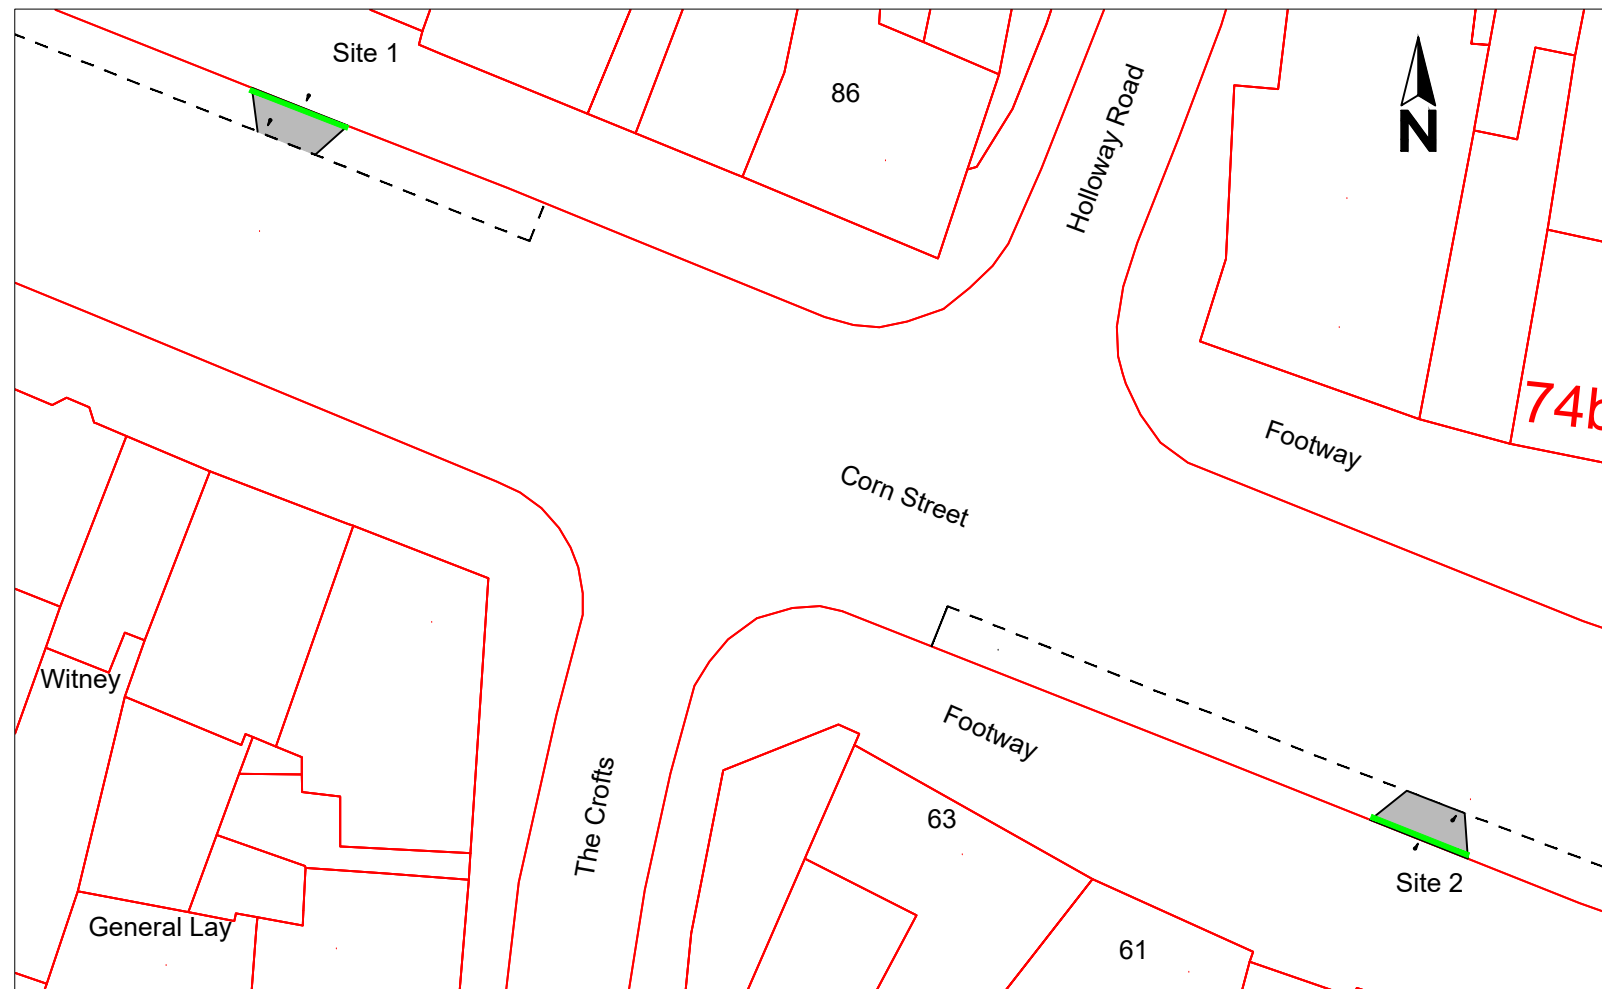 Site 1
86
Holloway Road
N
74b
Footway
Corn Street
Witney
Footway
The Crofts
63
Site 2
General Lay
61